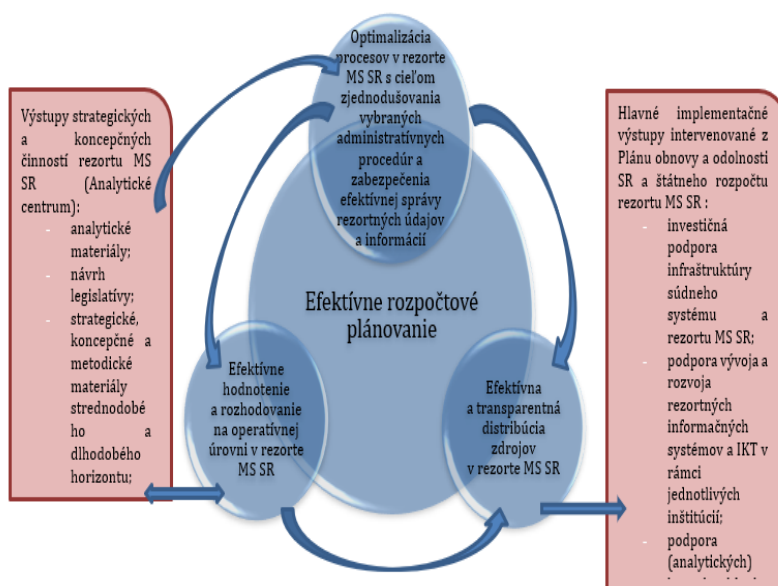 Optimalizácia
procesov v rezorte
MS SR s cieľom
zjednodušovania
vybraných
administratívnych
procedúr a
zabezpečenia
efektívnej správy
rezortných údajov
a informácií
Výstupy strategických
a koncepčných
činností rezortu MS
SR (Analytické
centrum):
- analytické
materiály;
- návrh
legislatívy;
- strategické,
koncepčné a
metodické
materiály
strednodobé
ho a
dlhodobého
horizontu;
Efektívne rozpočtové
plánovanie
Efektívne
hodnotenie
a rozhodovanie
na operatívnej
úrovni v rezorte
MS SR
Efektívna
a transparentná
distribúcia
zdrojov
v rezorte MS SR
Hlavné implementačné
výstupy intervenované z
Plánu obnovy a odolnosti
SR a štátneho rozpočtu
rezortu MS SR :
- investičná
podpora
infraštruktúry
súdneho
systému a
rezortu MS SR;
- podpora vývoja a
rozvoja
rezortných
informačných
systémov a IKT v
rámci
jednotlivých
inštitúcií;
- podpora
(analytických)